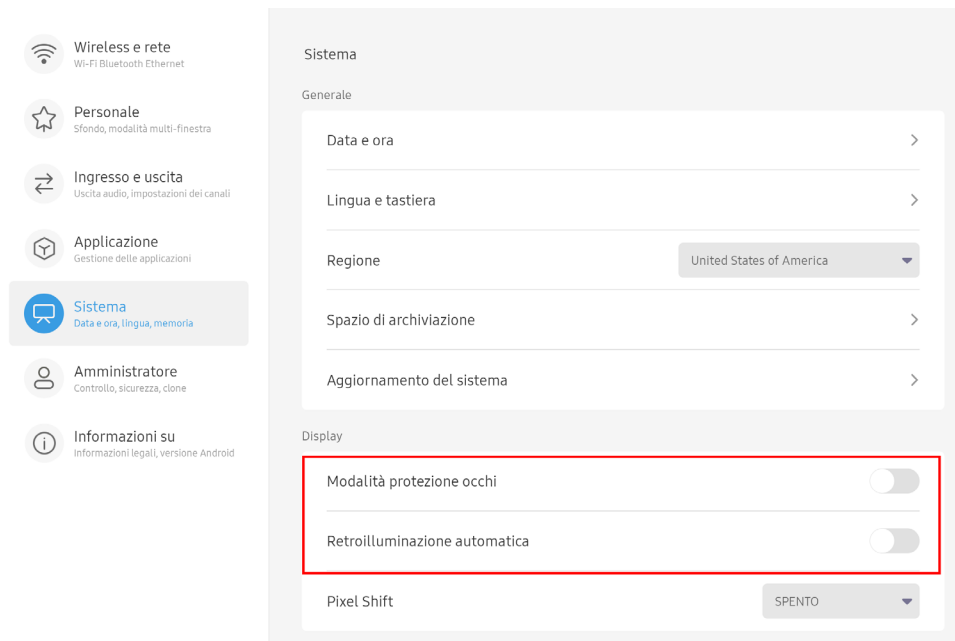 Wireless e rete
Wi-Fi Bluetooth Ethernet
Personale
Sfondo, modalità multi-finestra
Ingresso e uscita
Uscita audio, impostazioni dei canali
Applicazione
Gestione delle applicazioni
Sistema
Data e ora, lingua, memoria
Amministratore
Controllo, sicurezza, clone
Informazioni su
Informazioni legali, versione Android
Sistema
Generale
Data e ora
Lingua e tastiera
Regione
United States of America
Spazio di archiviazione
Aggiornamento del sistema
Display
Modalità protezione occhi
Retroilluminazione automatica
Pixel Shift
SPENTO